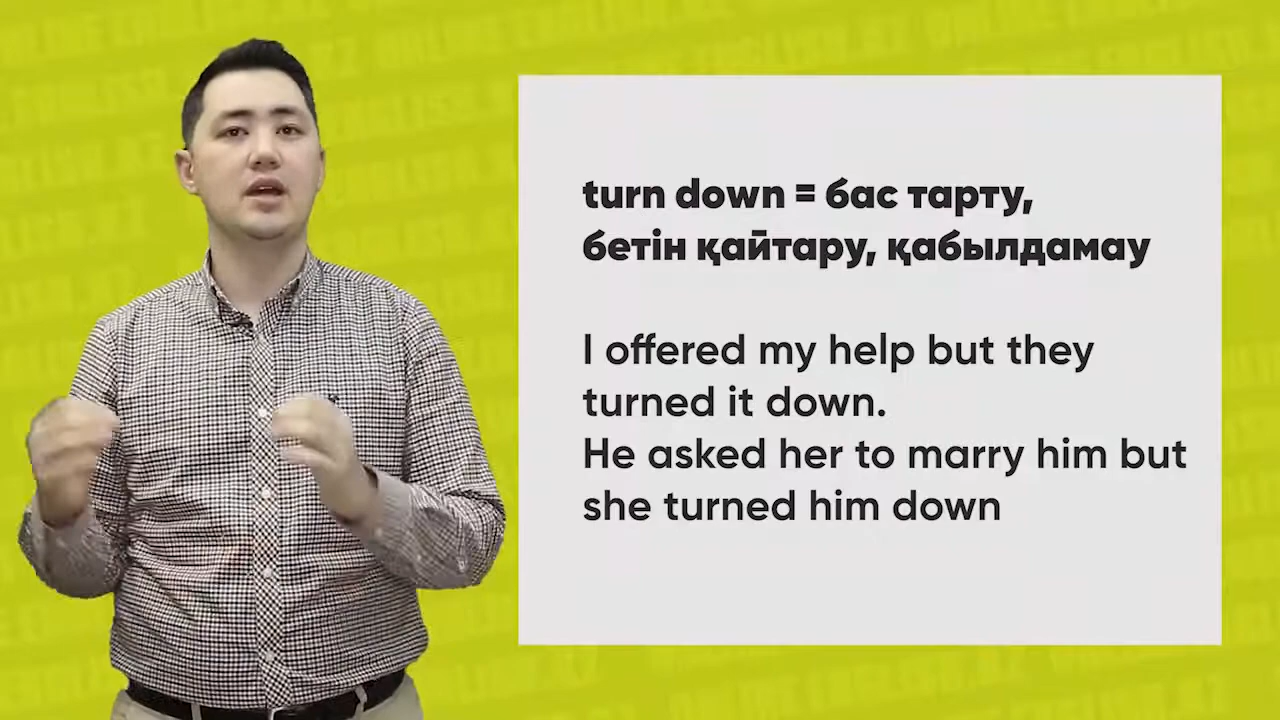 turn down = бас тарту,
бетін қайтару, қабылдамау
I offered my help but they
turned it down.
He asked her to marry him but
she turned him down